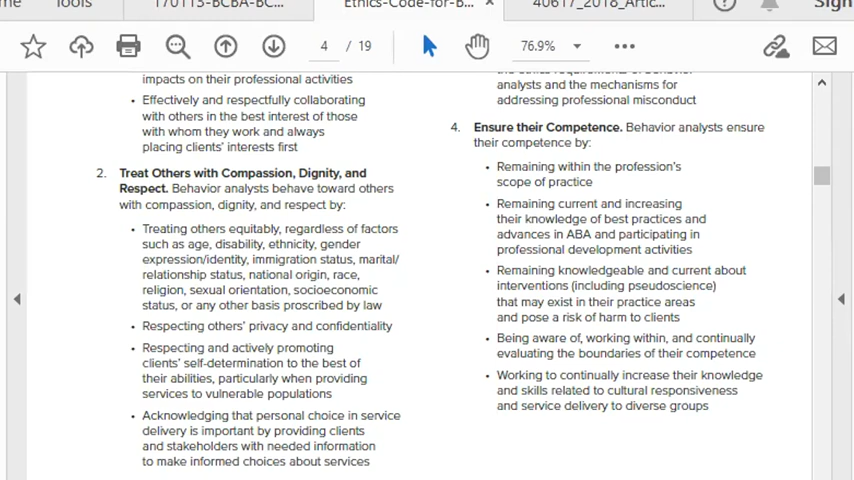 me
Tools
170113-BCBA-BC...
Ethics-Code-for-B...
×
40617_2018_Artic...
Sign
4 / 19
76.9%
impacts on their professional activities
• Effectively and respectfully collaborating
with others in the best interest of those
with whom they work and always
placing clients' interests first
2. Treat Others with Compassion, Dignity, and
Respect. Behavior analysts behave toward others
with compassion, dignity, and respect by:
• Treating others equitably, regardless of factors
such as age, disability, ethnicity, gender
expression/identity, immigration status, marital/
relationship status, national origin, race,
religion, sexual orientation, socioeconomic
status, or any other basis proscribed by law
• Respecting others' privacy and confidentiality
• Respecting and actively promoting
clients' self-determination to the best of
their abilities, particularly when providing
services to vulnerable populations
• Acknowledging that personal choice in service
delivery is important by providing clients
and stakeholders with needed information
to make informed choices about services
the ethics requirements of behavior
analysts and the mechanisms for
addressing professional misconduct
4. Ensure their Competence. Behavior analysts ensure
their competence by:
• Remaining within the profession's
scope of practice
• Remaining current and increasing
their knowledge of best practices and
advances in ABA and participating in
professional development activities
• Remaining knowledgeable and current about
interventions (including pseudoscience)
that may exist in their practice areas
and pose a risk of harm to clients
• Being aware of, working within, and continually
evaluating the boundaries of their competence
• Working to continually increase their knowledge
and skills related to cultural responsiveness
and service delivery to diverse groups